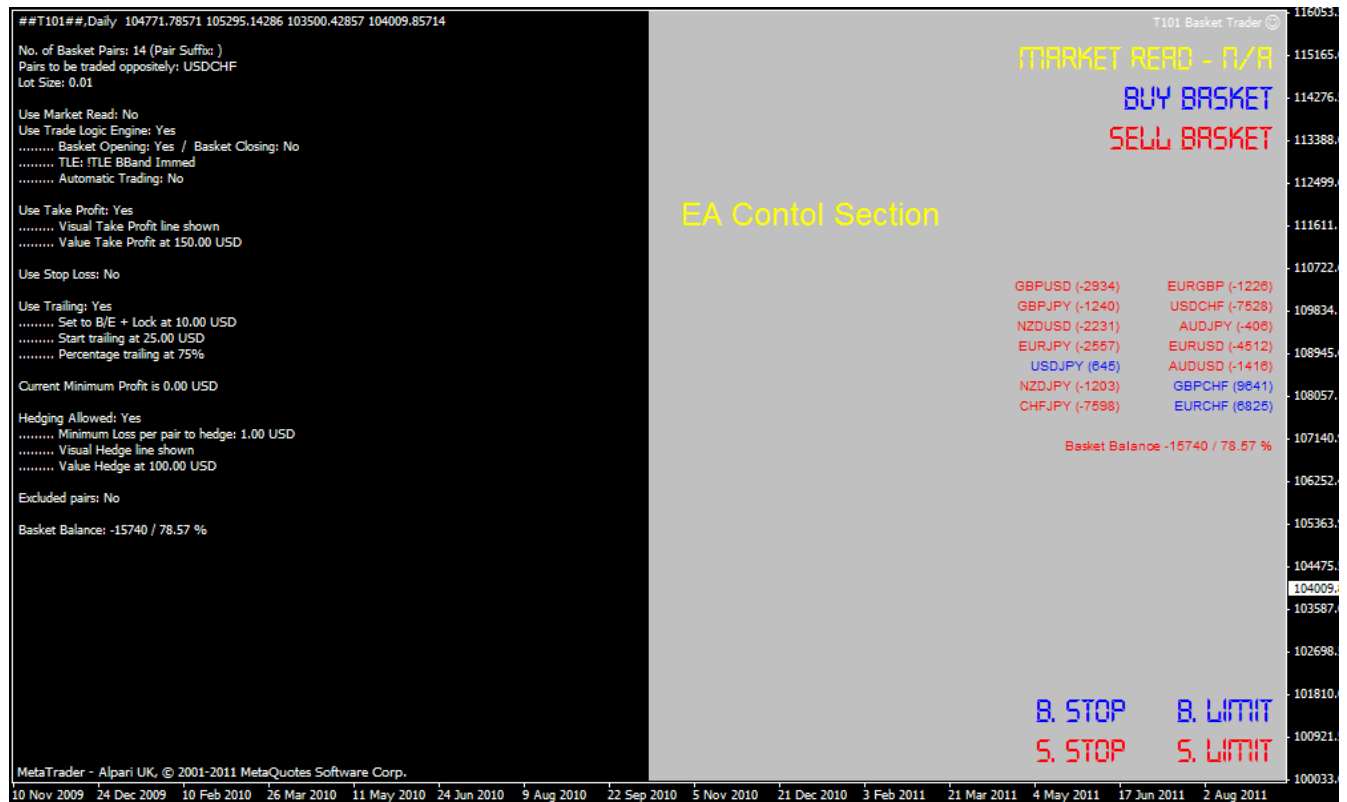 ##T101##,Daily 104771.78571 105295.14286 103500.42857 104009.85714
T101 Basket Trader ☺
No. of Basket Pairs: 14 (Pair Suffix: )
Pairs to be traded oppositely: USDCHF
Lot Size: 0.01
Use Market Read: No
Use Trade Logic Engine: Yes
......... Basket Opening: Yes / Basket Closing: No
......... TLE: !TLE BBand Immed
......... Automatic Trading: No
Use Take Profit: Yes
......... Visual Take Profit line shown
......... Value Take Profit at 150.00 USD
Use Stop Loss: No
Use Trailing: Yes
......... Set to B/E + Lock at 10.00 USD
......... Start trailing at 25.00 USD
......... Percentage trailing at 75%
Current Minimum Profit is 0.00 USD
Hedging Allowed: Yes
......... Minimum Loss per pair to hedge: 1.00 USD
......... Visual Hedge line shown
......... Value Hedge at 100.00 USD
Excluded pairs: No
Basket Balance: -15740 / 78.57 %
MetaTrader - Alpari UK, © 2001-2011 MetaQuotes Software Corp.
MARKET READ - N/A
BUY BASKET
SELL BASKET
EA Contol Section
GBPUSD (-2934) EURGBP (-1226)
GBPJPY (-1240) USDCHF (-7528)
NZDUSD (-2231) AUDJPY (-406)
EURJPY (-2557) EURUSD (-4512)
USDJPY (645) AUDUSD (-1416)
NZDJPY (-1203) GBPCHF (9641)
CHFJPY (-7598) EURCHF (6825)
Basket Balance -15740 / 78.57 %
B. STOP B. LIMIT
S. STOP S. LIMIT
116053.
115165.
114276.
113388.
112499.
111611.
110722.
109834.
108945.
108057.
107140.
106252.
105363.
104475.
104009.
103587.
102698.
101810.
100921.
100033.
10 Nov 2009 24 Dec 2009 10 Feb 2010 26 Mar 2010 11 May 2010 24 Jun 2010 9 Aug 2010 22 Sep 2010 5 Nov 2010 21 Dec 2010 3 Feb 2011 21 Mar 2011 4 May 2011 17 Jun 2011 2 Aug 2011